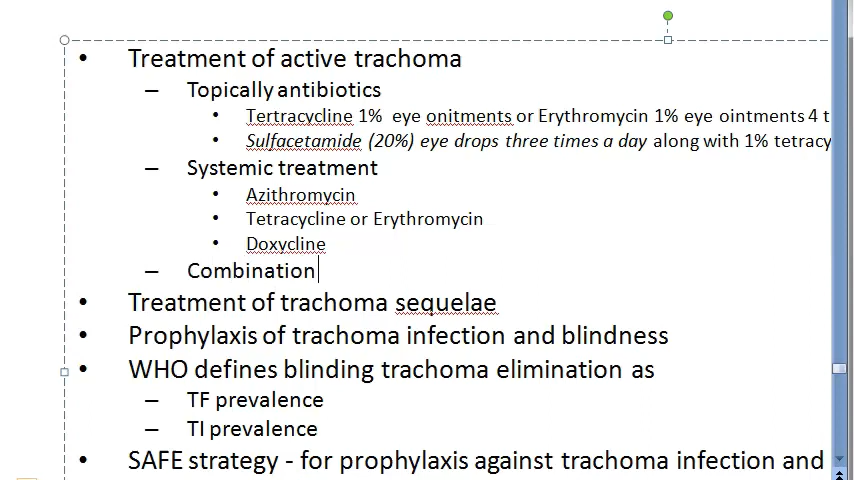 • Treatment of active trachoma
– Topically antibiotics
• Tertracycline 1% eye onitments or Erythromycin 1% eye ointments 4 t
• Sulfacetamide (20%) eye drops three times a day along with 1% tetracy
– Systemic treatment
• Azithromycin
• Tetracycline or Erythromycin
• Doxycline
– Combination
• Treatment of trachoma sequelae
• Prophylaxis of trachoma infection and blindness
• WHO defines blinding trachoma elimination as
– TF prevalence
– TI prevalence
• SAFE strategy - for prophylaxis against trachoma infection and